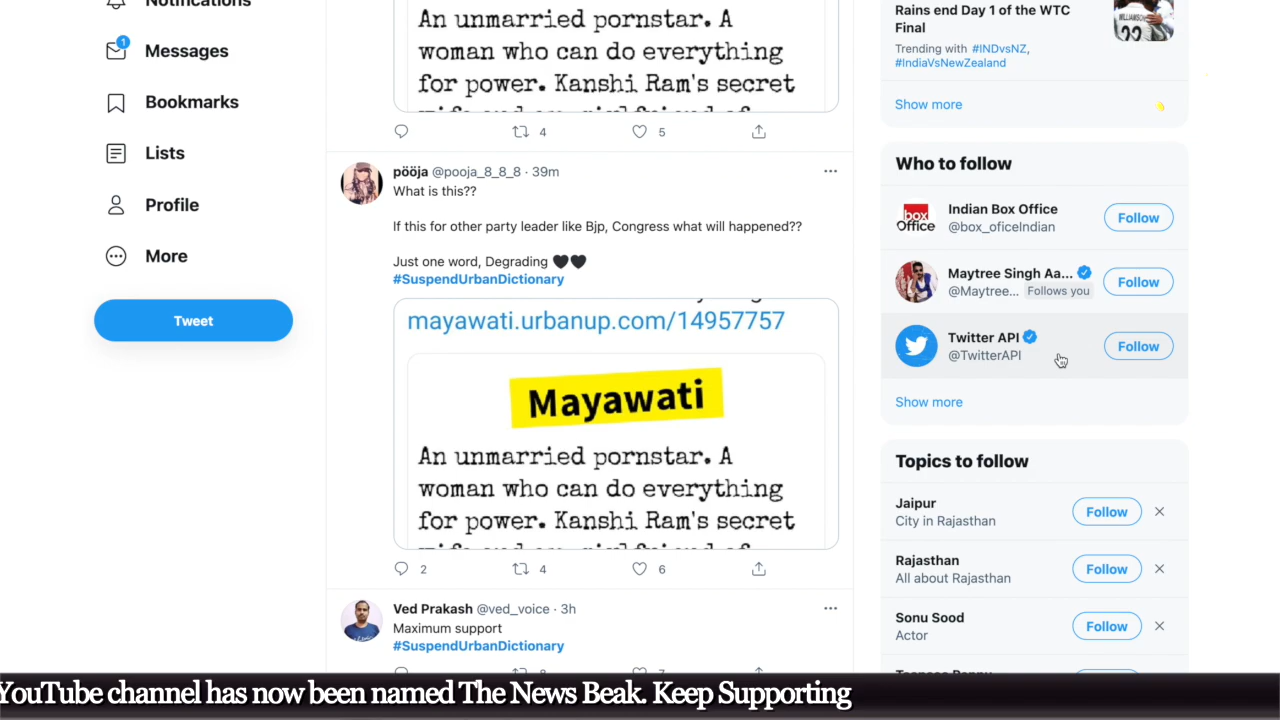 Notifications
1
Messages
Bookmarks
Lists
Profile
More
Tweet
An unmarried pornstar. A
woman who can do everything
for power. Kanshi Ram's secret
4
5
pööja @pooja_8_8_8 · 39m
What is this??
If this for other party leader like Bjp, Congress what will happened??
Just one word, Degrading 🖤🖤
#SuspendUrbanDictionary
mayawati.urbanup.com/14957757
Mayawati
An unmarried pornstar. A
woman who can do everything
for power. Kanshi Ram's secret
2
4
6
Ved Prakash @ved_voice · 3h
Maximum support
#SuspendUrbanDictionary
Rains end Day 1 of the WTC
Final
Trending with #INDvsNZ,
#IndiaVsNewZealand
Show more
Who to follow
Indian Box Office
@box_oficeIndian
Follow
Maytree Singh Aa...
@Maytree... Follows you
Follow
Twitter API
@TwitterAPI
Follow
Show more
Topics to follow
Jaipur
City in Rajasthan
Follow
Rajasthan
All about Rajasthan
Follow
Sonu Sood
Actor
Follow
YouTube channel has now been named The News Beak. Keep Supporting